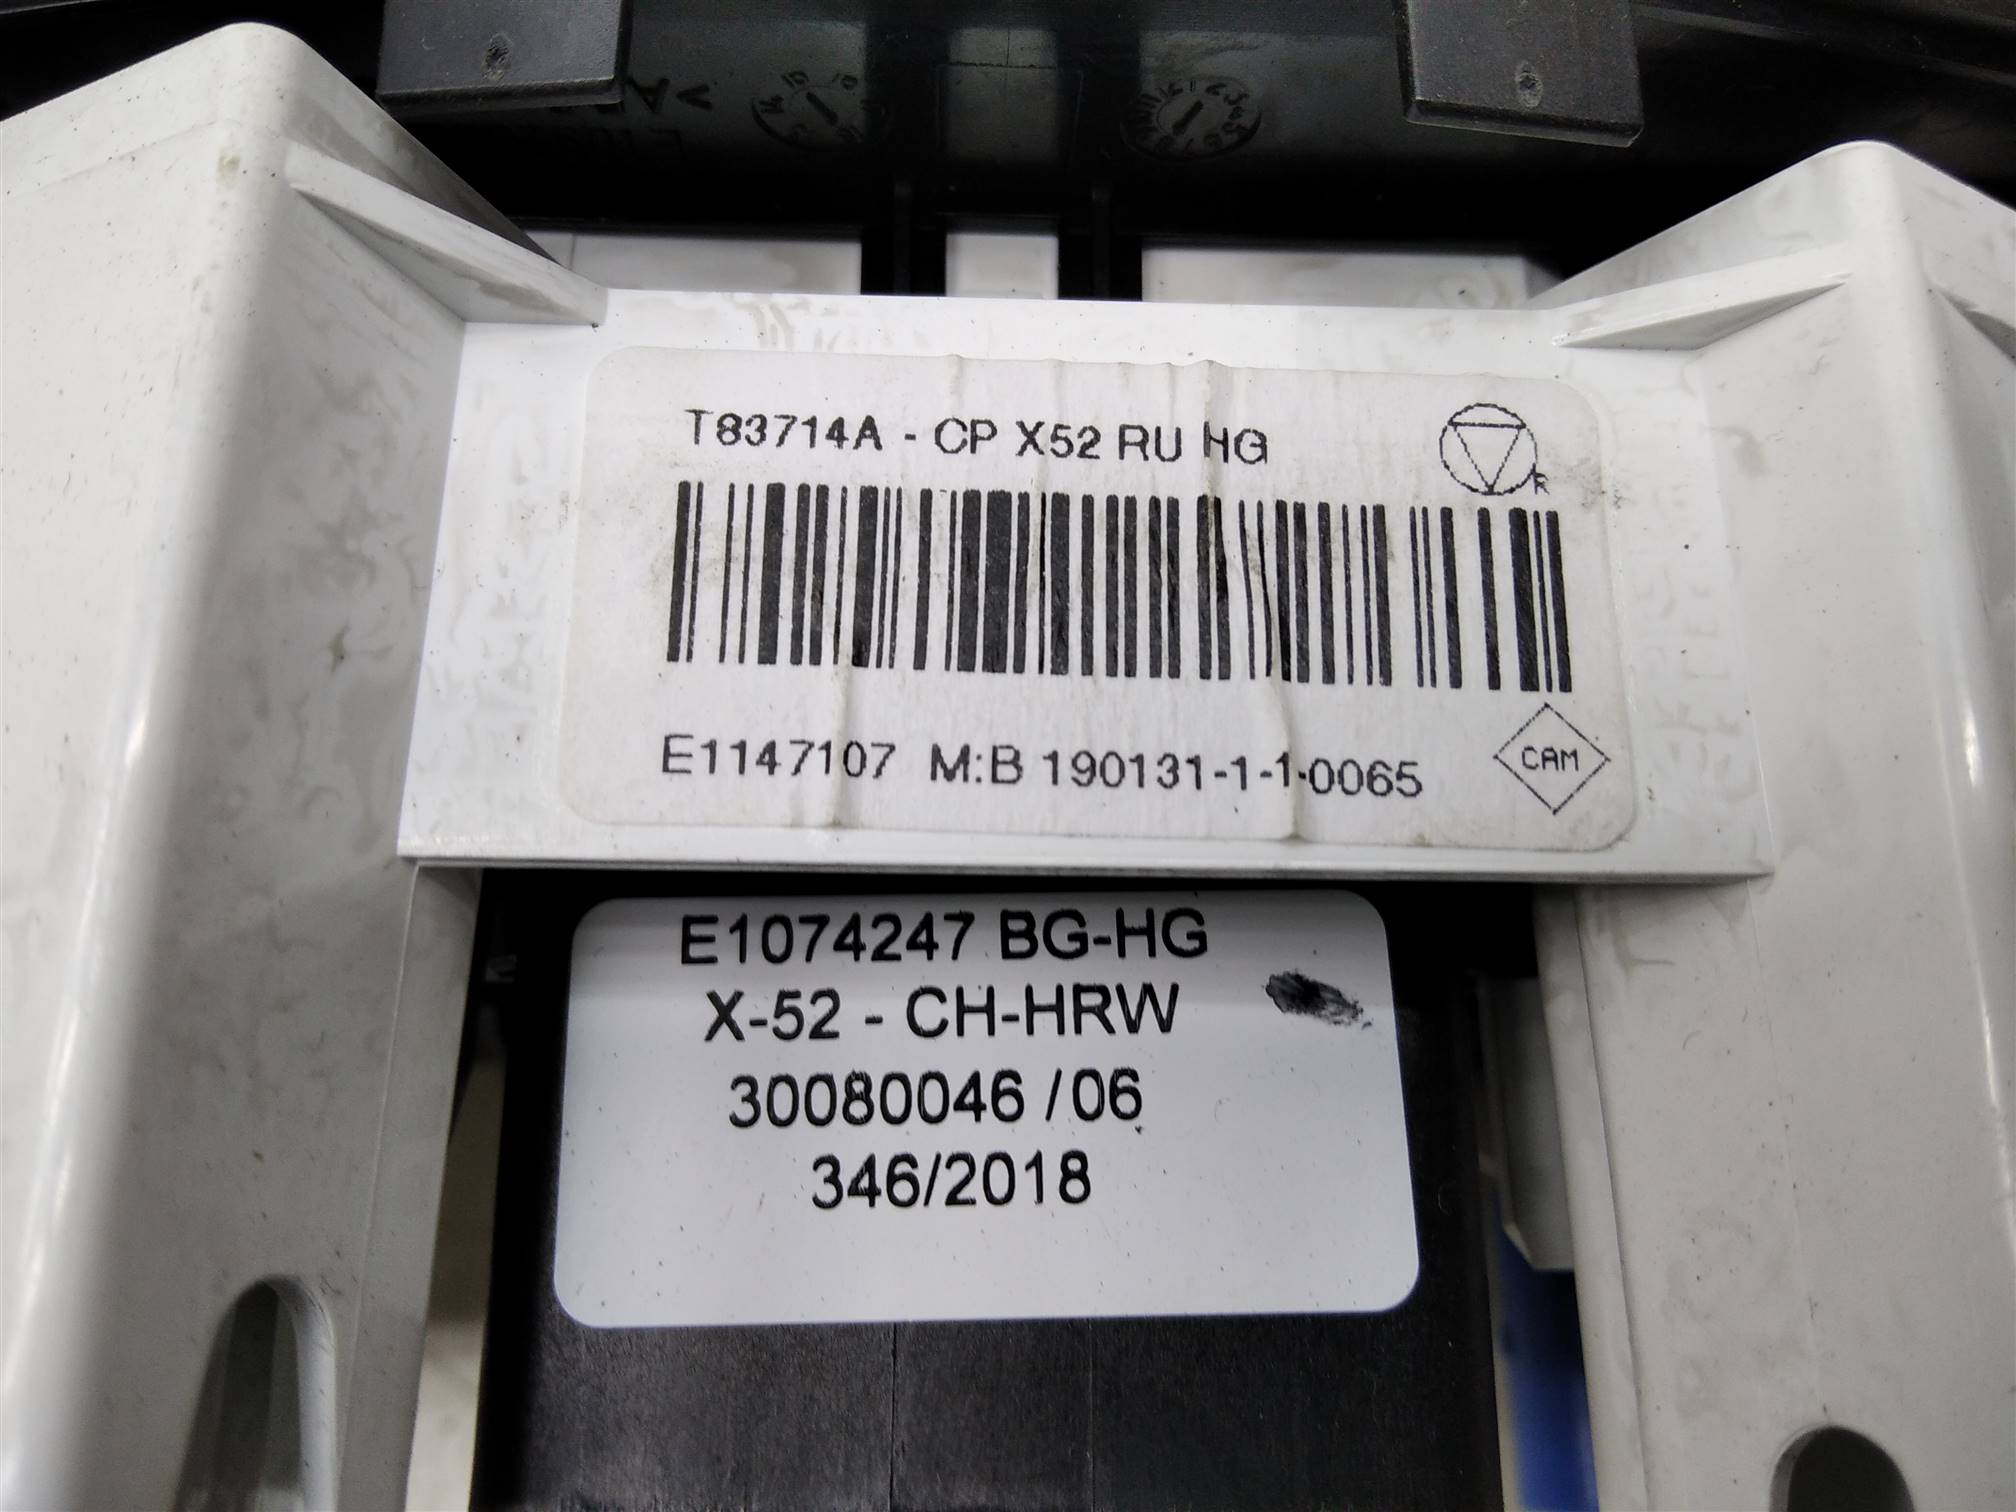 T83714A - CP X52 RU HG
R
E1147107 M:B 190131-1-1-0065
CAM
E1074247 BG-HG
X-52 - CH-HRW
30080046 /06
346/2018